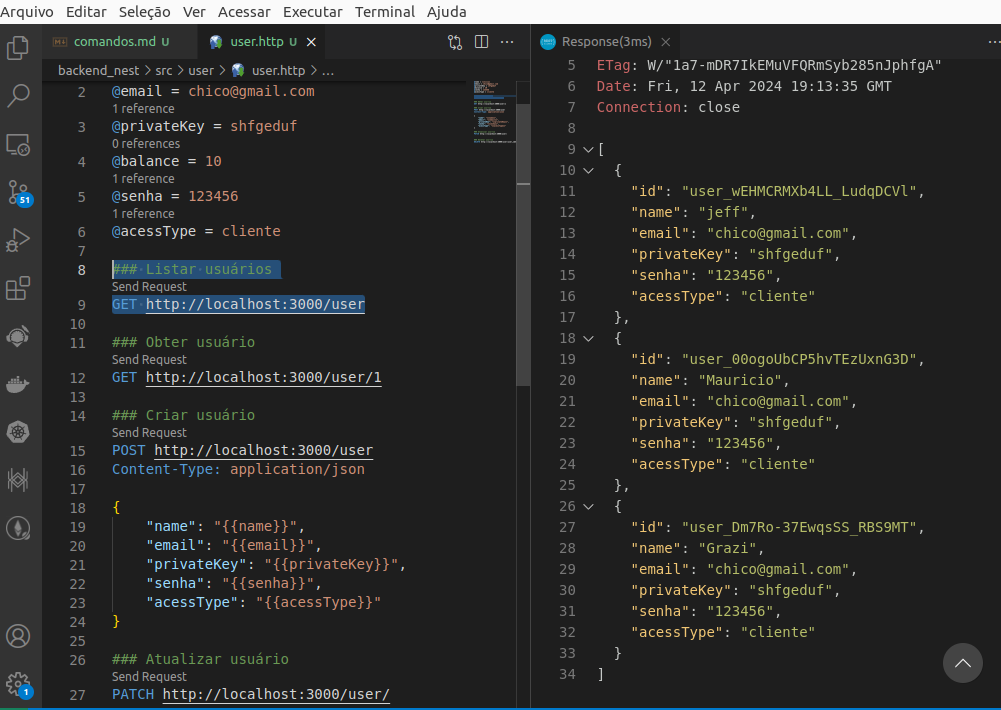 Arquivo Editar Seleção Ver Acessar Executar Terminal Ajuda
comandos.md U
user.http U
Response(3ms)
backend_nest > src > user > user.http > ...
2 @email = chico@gmail.com
1 reference
3 @privateKey = shfgeduf
0 references
4 @balance = 10
1 reference
5 @senha = 123456
1 reference
6 @acessType = cliente
7
8 ### Listar usuários
Send Request
9 GET http://localhost:3000/user
10
11 ### Obter usuário
Send Request
12 GET http://localhost:3000/user/1
13
14 ### Criar usuário
Send Request
15 POST http://localhost:3000/user
16 Content-Type: application/json
17
18 {
19 "name": "{{name}}",
20 "email": "{{email}}",
21 "privateKey": "{{privateKey}}",
22 "senha": "{{senha}}",
23 "acessType": "{{acessType}}"
24 }
25
26 ### Atualizar usuário
Send Request
27 PATCH http://localhost:3000/user/
5 ETag: W/"1a7-mDR7IkEMuVFQRmSyb285nJphfgA"
6 Date: Fri, 12 Apr 2024 19:13:35 GMT
7 Connection: close
8
9 [
10 {
11 "id": "user_wEHMCRMXb4LL_LudqDCVl",
12 "name": "jeff",
13 "email": "chico@gmail.com",
14 "privateKey": "shfgeduf",
15 "senha": "123456",
16 "acessType": "cliente"
17 },
18 {
19 "id": "user_00ogoUbCP5hvTEzUxnG3D",
20 "name": "Mauricio",
21 "email": "chico@gmail.com",
22 "privateKey": "shfgeduf",
23 "senha": "123456",
24 "acessType": "cliente"
25 },
26 {
27 "id": "user_Dm7Ro-37EwqsSS_RBS9MT",
28 "name": "Grazi",
29 "email": "chico@gmail.com",
30 "privateKey": "shfgeduf",
31 "senha": "123456",
32 "acessType": "cliente"
33 }
34 ]
51
1